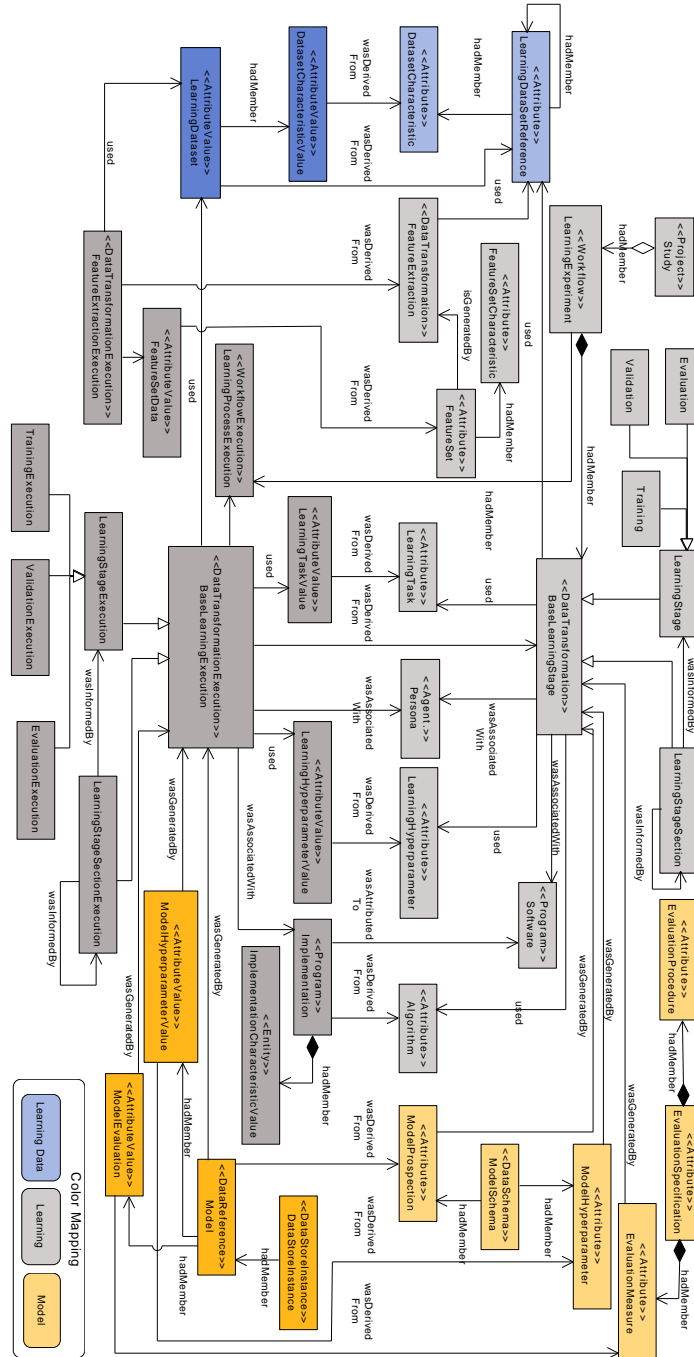 <<Project>>
Study
hadMember
<<Workflow>>
LearningExperiment
Evaluation
Validation
Training
LearningStage
wasInformedBy
LearningStageSection
wasInformedBy
<<Attribute>>
EvaluationProcedure
hadMember
<<Attribute>>
EvaluationSpecification
hadMember
<<Attribute>>
EvaluationMeasure
wasGeneratedBy
hadMember
<<Attribute>>
LearningDataSetReference
hadMember
used
<<DataTransformation>>
BaseLearningStage
wasAssociatedWith
<<Program>>
Software
wasGeneratedBy
wasGeneratedBy
<<Attribute>>
ModelHyperparameter
hadMember
<<DataSchema>>
ModelSchema
hadMember
<<Attribute>>
FeatureSetCharacteristic
hadMember
<<Attribute>>
FeatureSet
isGeneratedBy
hadMember
used
wasAssociated
With
used
used
hadMember
used
<<Attribute>>
DatasetCharacteristic
<<DataTransformation>>
FeatureExtraction
<<Attribute>>
LearningTask
<<Agent.>>
Persona
<<Attribute>>
LearningHyperparameter
<<Attribute>>
Algorithm
<<Attribute>>
ModelProspection
wasDerived
From
wasDerived
From
wasDerived
From
wasDerived
From
wasDerived
From
wasDerived
From
wasAssociated
With
wasDerived
From
wasAttributed
To
wasDerived
From
wasDerived
From
wasDerived
From
wasDerived
From
<<AttributeValue>>
DatasetCharacteristicValue
<<AttributeValue>>
LearningTaskValue
<<AttributeValue>>
LearningHyperparameterValue
<<Program>>
Implementation
hadMember
<<DataStoreInstance>>
DataStoreInstance
hadMember
hadMember
used
used
<<WorkflowExecution>>
LearningProcessExecution
wasAssociatedWith
<<Entity>>
ImplementationCharacteristicValue
<<AttributeValue>>
LearningDataset
used
<<DataTransformationExecution>>
BaseLearningExecution
wasGeneratedBy
wasGeneratedBy
<<DataReference>>
Model
hadMember
hadMember
<<AttributeValue>>
FeatureSetData
<<AttributeValue>>
ModelHyperparameterValue
used
<<DataTransformationExecution>>
FeatureExtractionExecution
wasGeneratedBy
<<AttributeValue>>
ModelEvaluation
LearningStageExecution
wasInformedBy
LearningStageSectionExecution
wasInformedBy
TrainingExecution
ValidationExecution
EvaluationExecution
Color Mapping
Learning Data
Learning
Model